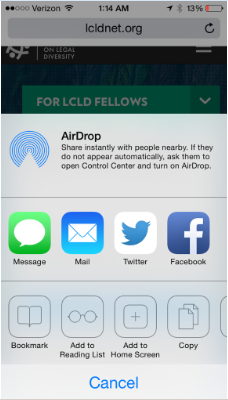 Verizon 1:14 AM 13%
lcldnet.org
ON LEGAL
DIVERSITY
FOR LCLD FELLOWS
AirDrop
Share instantly with people nearby. If they
do not appear automatically, ask them to
open Control Center and turn on AirDrop.
Message Mail Twitter Facebook
Bookmark Add to Reading List Add to Home Screen Copy
Cancel